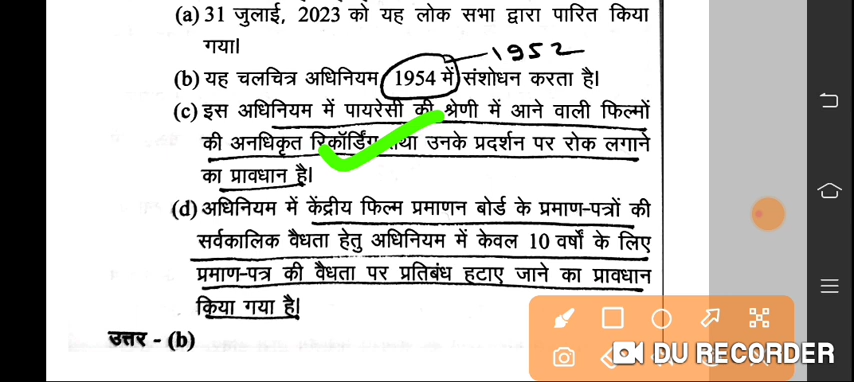 (a) 31 जुलाई, 2023 को यह लोक सभा द्वारा पारित किया
गया।
1952
(b) यह चलचित्र अधिनियम 1954 में संशोधन करता है।
(c) इस अधिनियम में पायरेसी की श्रेणी में आने वाली फिल्मों
की अनधिकृत रिकॉर्डिंग तथा उनके प्रदर्शन पर रोक लगाने
का प्रावधान है।
(d) अधिनियम में केंद्रीय फिल्म प्रमाणन बोर्ड के प्रमाण-पत्रों की
सर्वकालिक वैधता हेतु अधिनियम में केवल 10 वर्षों के लिए
प्रमाण-पत्र की वैधता पर प्रतिबंध हटाए जाने का प्रावधान
किया गया है।
उत्तर - (b)
DU RECORDER